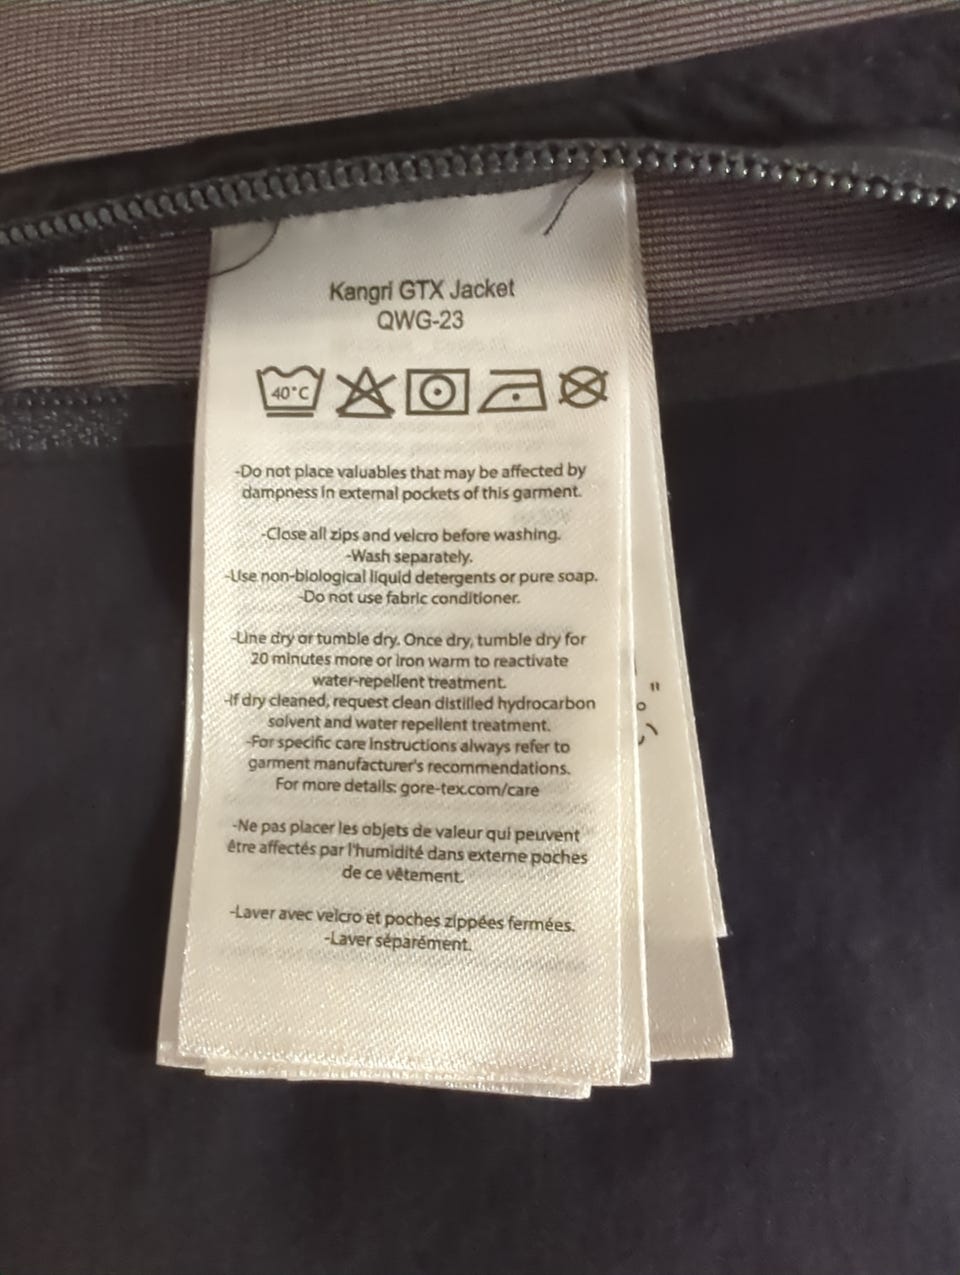 Kangri GTX Jacket
QWG-23
40°C
-Do not place valuables that may be affected by
dampness in external pockets of this garment.
-Close all zips and velcro before washing.
-Wash separately.
-Use non-biological liquid detergents or pure soap.
-Do not use fabric conditioner.
-Line dry or tumble dry. Once dry, tumble dry for
20 minutes more or iron warm to reactivate
water-repellent treatment.
-If dry cleaned, request clean distilled hydrocarbon
solvent and water repellent treatment.
-For specific care instructions always refer to
garment manufacturer's recommendations.
For more details: gore-tex.com/care
-Ne pas placer les objets de valeur qui peuvent
être affectés par l'humidité dans externe poches
de ce vêtement.
-Laver avec velcro et poches zippées fermées.
-Laver séparément.